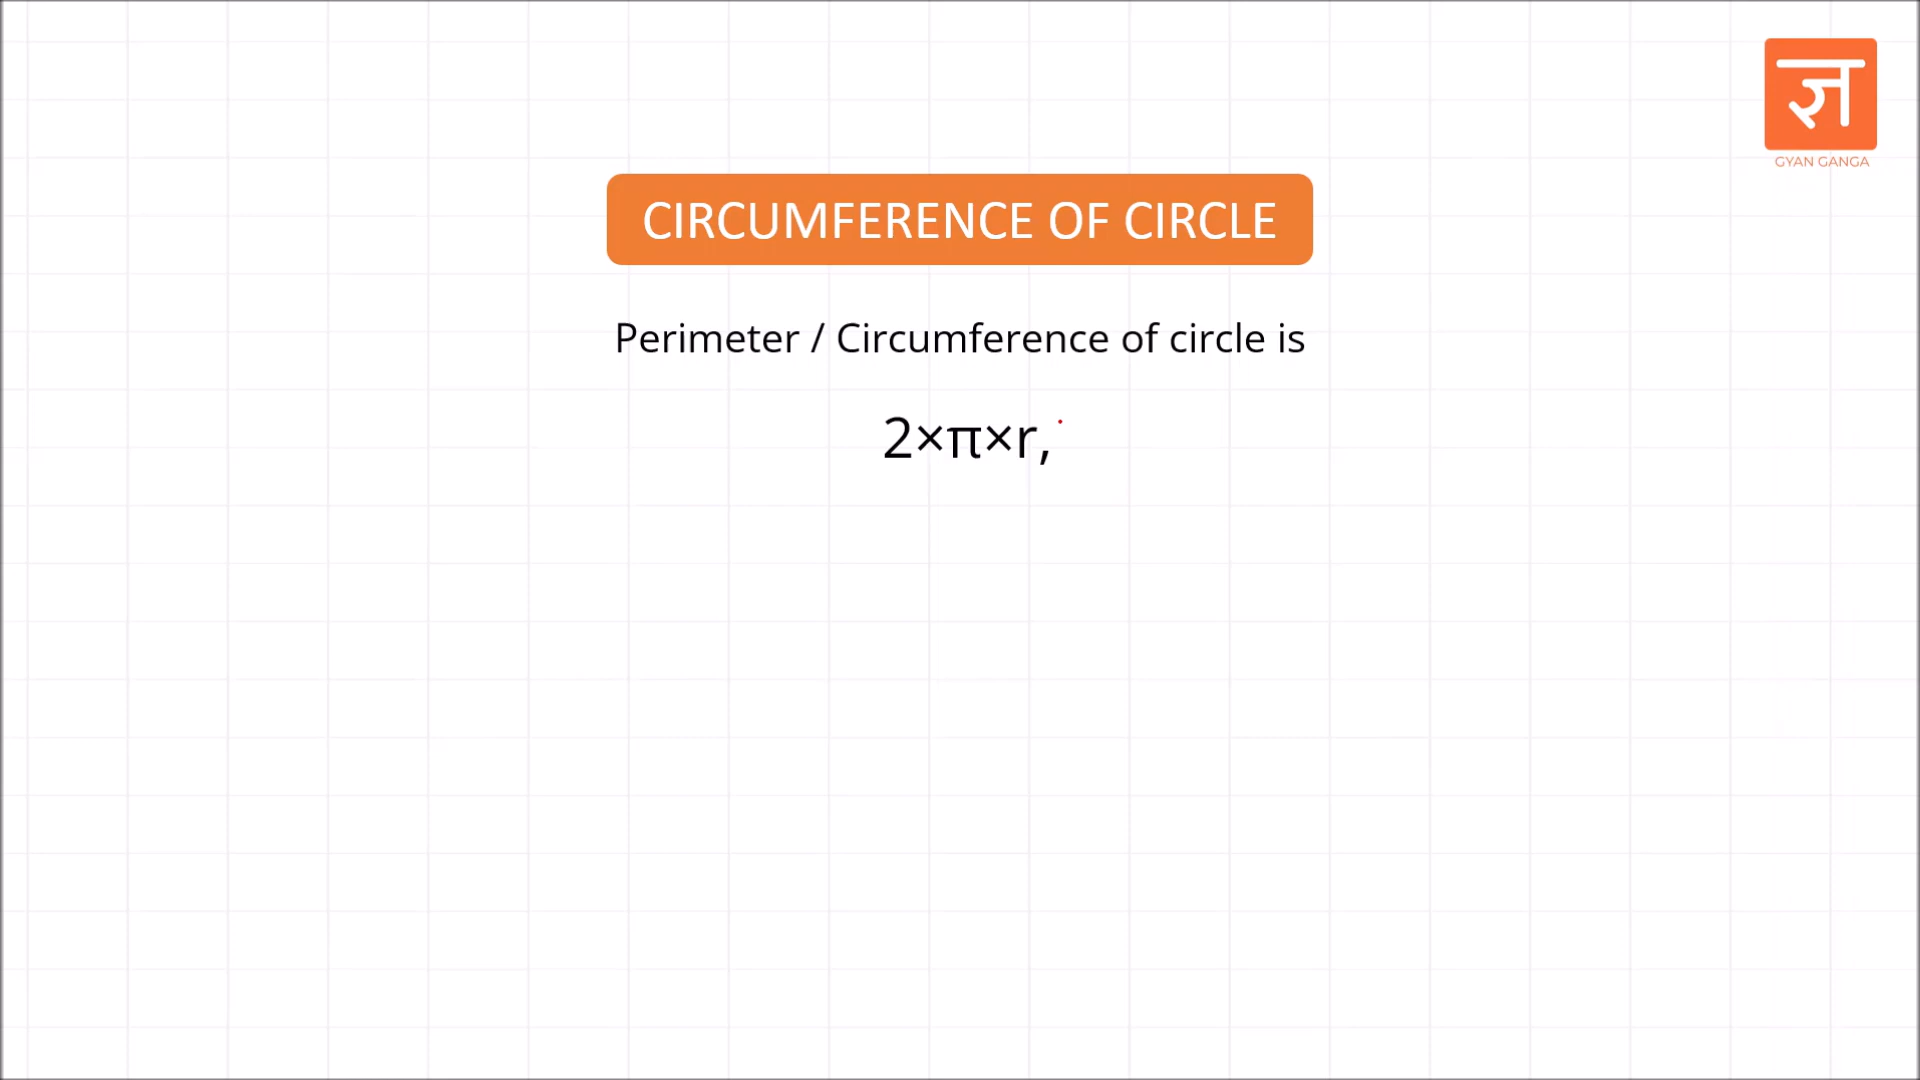 ज्ञ
GYAN GANGA
CIRCUMFERENCE OF CIRCLE
Perimeter / Circumference of circle is
2×π×r,